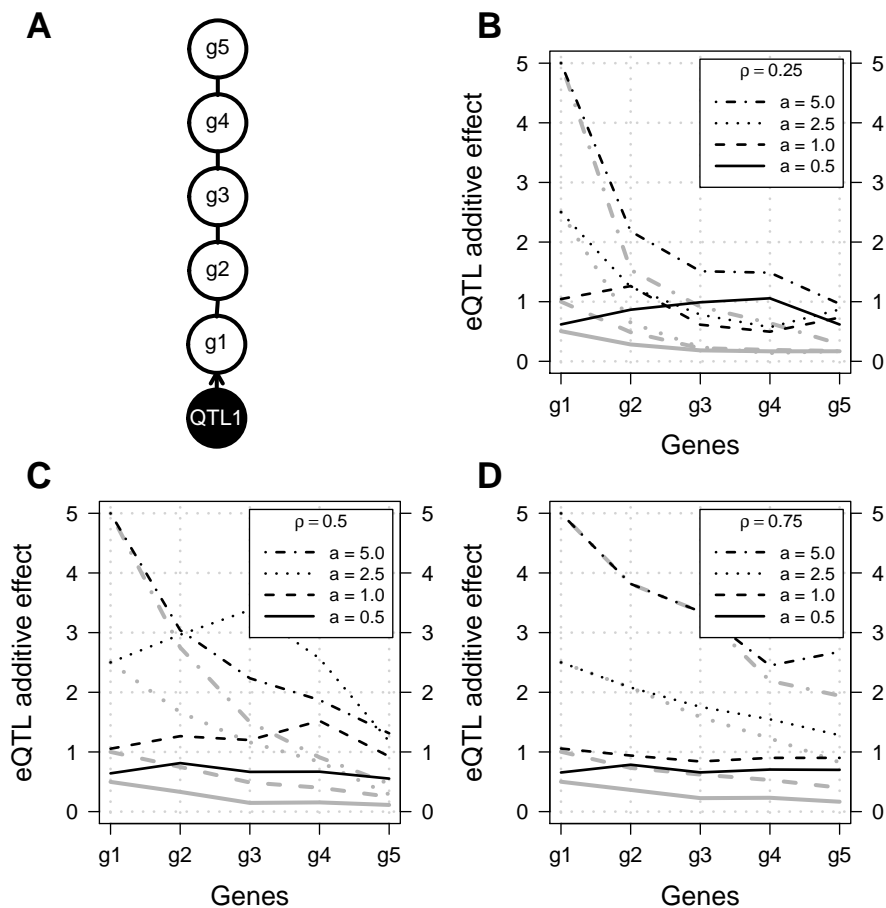 A
g5
g4
g3
g2
g1
QTL1
B
eQTL additive effect
5
4
3
2
1
0
ρ = 0.25
a = 5.0
a = 2.5
a = 1.0
a = 0.5
5
4
3
2
1
0
g1 g2 g3 g4 g5
Genes
C
eQTL additive effect
5
4
3
2
1
0
ρ = 0.5
a = 5.0
a = 2.5
a = 1.0
a = 0.5
5
4
3
2
1
0
g1 g2 g3 g4 g5
Genes
D
eQTL additive effect
5
4
3
2
1
0
ρ = 0.75
a = 5.0
a = 2.5
a = 1.0
a = 0.5
5
4
3
2
1
0
g1 g2 g3 g4 g5
Genes